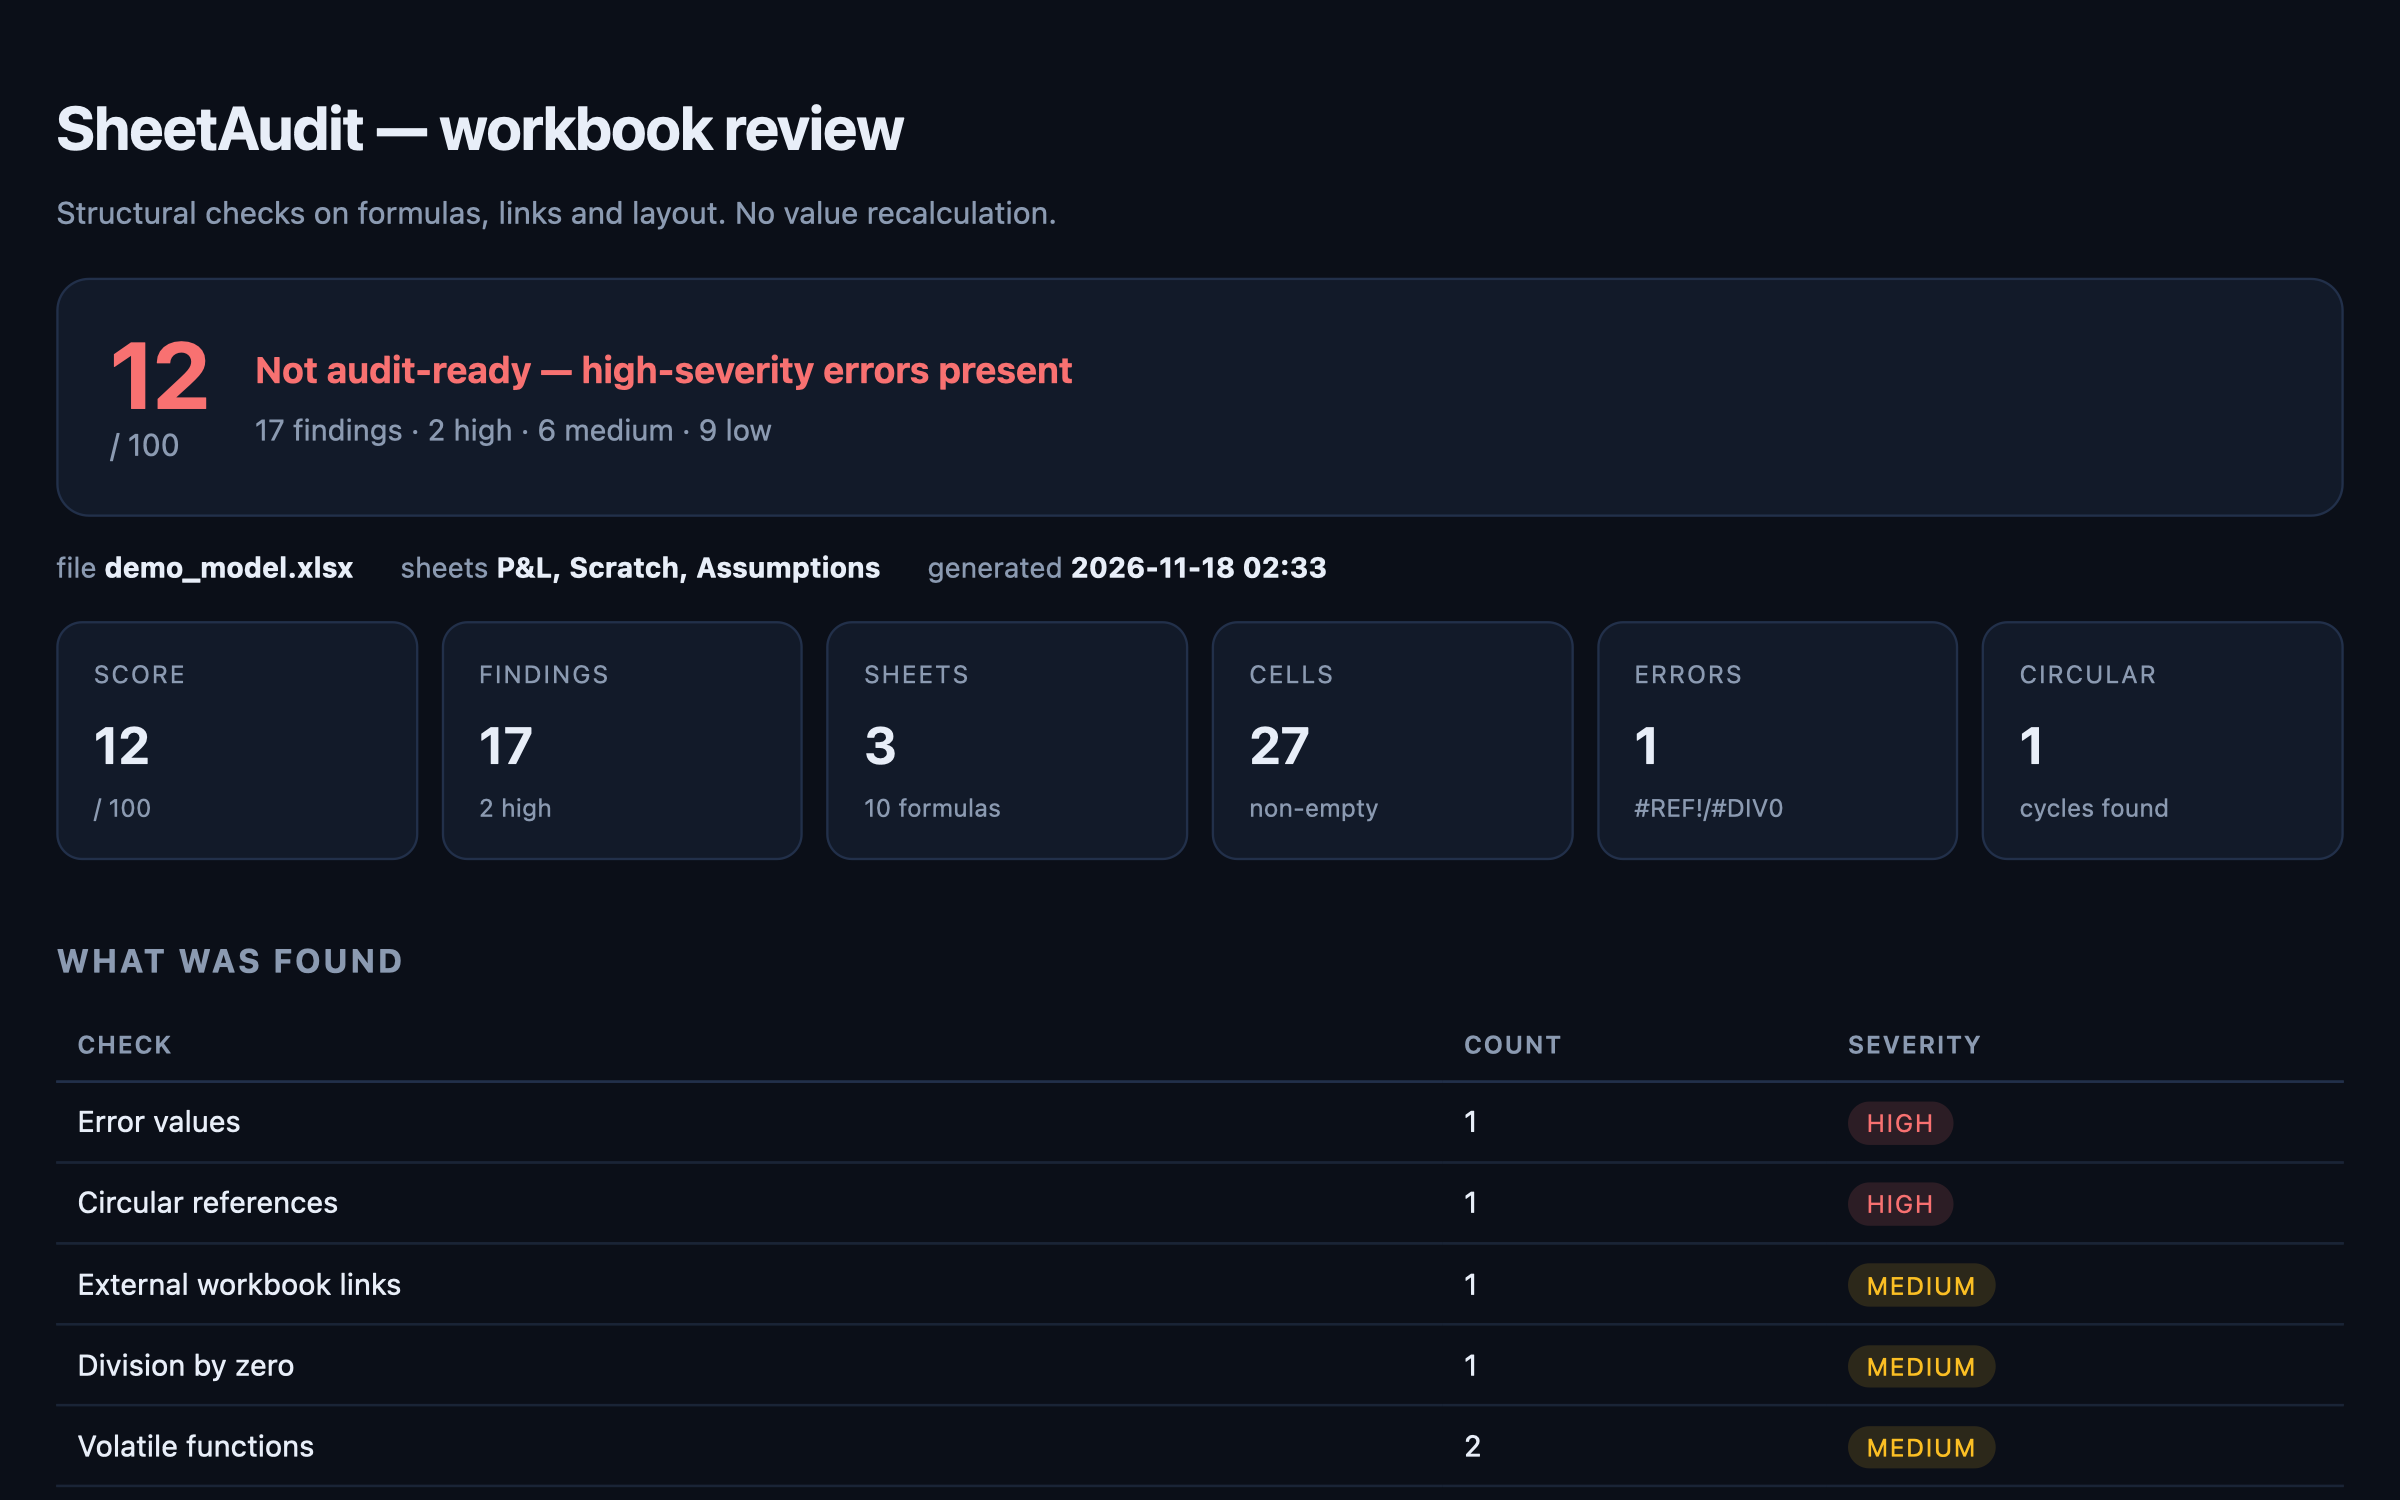 SheetAudit — workbook review
Structural checks on formulas, links and layout. No value recalculation.
12
/ 100
Not audit-ready — high-severity errors present
17 findings · 2 high · 6 medium · 9 low
file demo_model.xlsx sheets P&L, Scratch, Assumptions generated 2026-11-18 02:33
SCORE
12
/ 100
FINDINGS
17
2 high
SHEETS
3
10 formulas
CELLS
27
non-empty
ERRORS
1
#REF!/#DIV0
CIRCULAR
1
cycles found
WHAT WAS FOUND
CHECK COUNT SEVERITY
Error values 1 HIGH
Circular references 1 HIGH
External workbook links 1 MEDIUM
Division by zero 1 MEDIUM
Volatile functions 2 MEDIUM